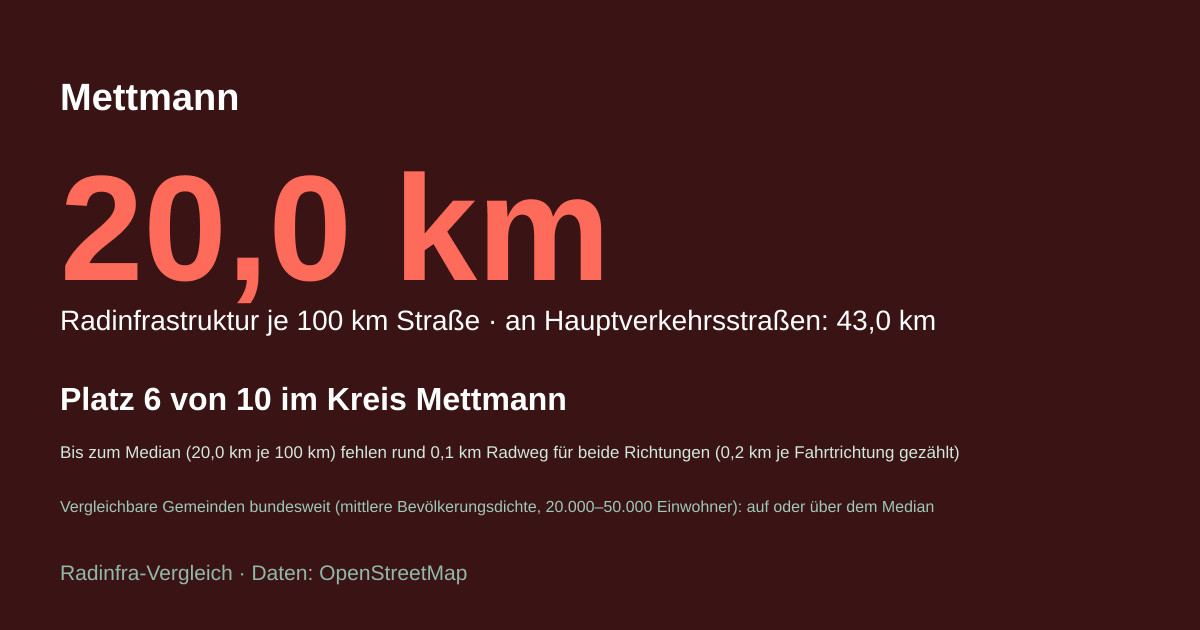 Mettmann
20,0 km
Radinfrastruktur je 100 km Straße · an Hauptverkehrsstraßen: 43,0 km
Platz 6 von 10 im Kreis Mettmann
Bis zum Median (20,0 km je 100 km) fehlen rund 0,1 km Radweg für beide Richtungen (0,2 km je Fahrtrichtung gezählt)
Vergleichbare Gemeinden bundesweit (mittlere Bevölkerungsdichte, 20.000–50.000 Einwohner): auf oder über dem Median
Radinfra-Vergleich · Daten: OpenStreetMap